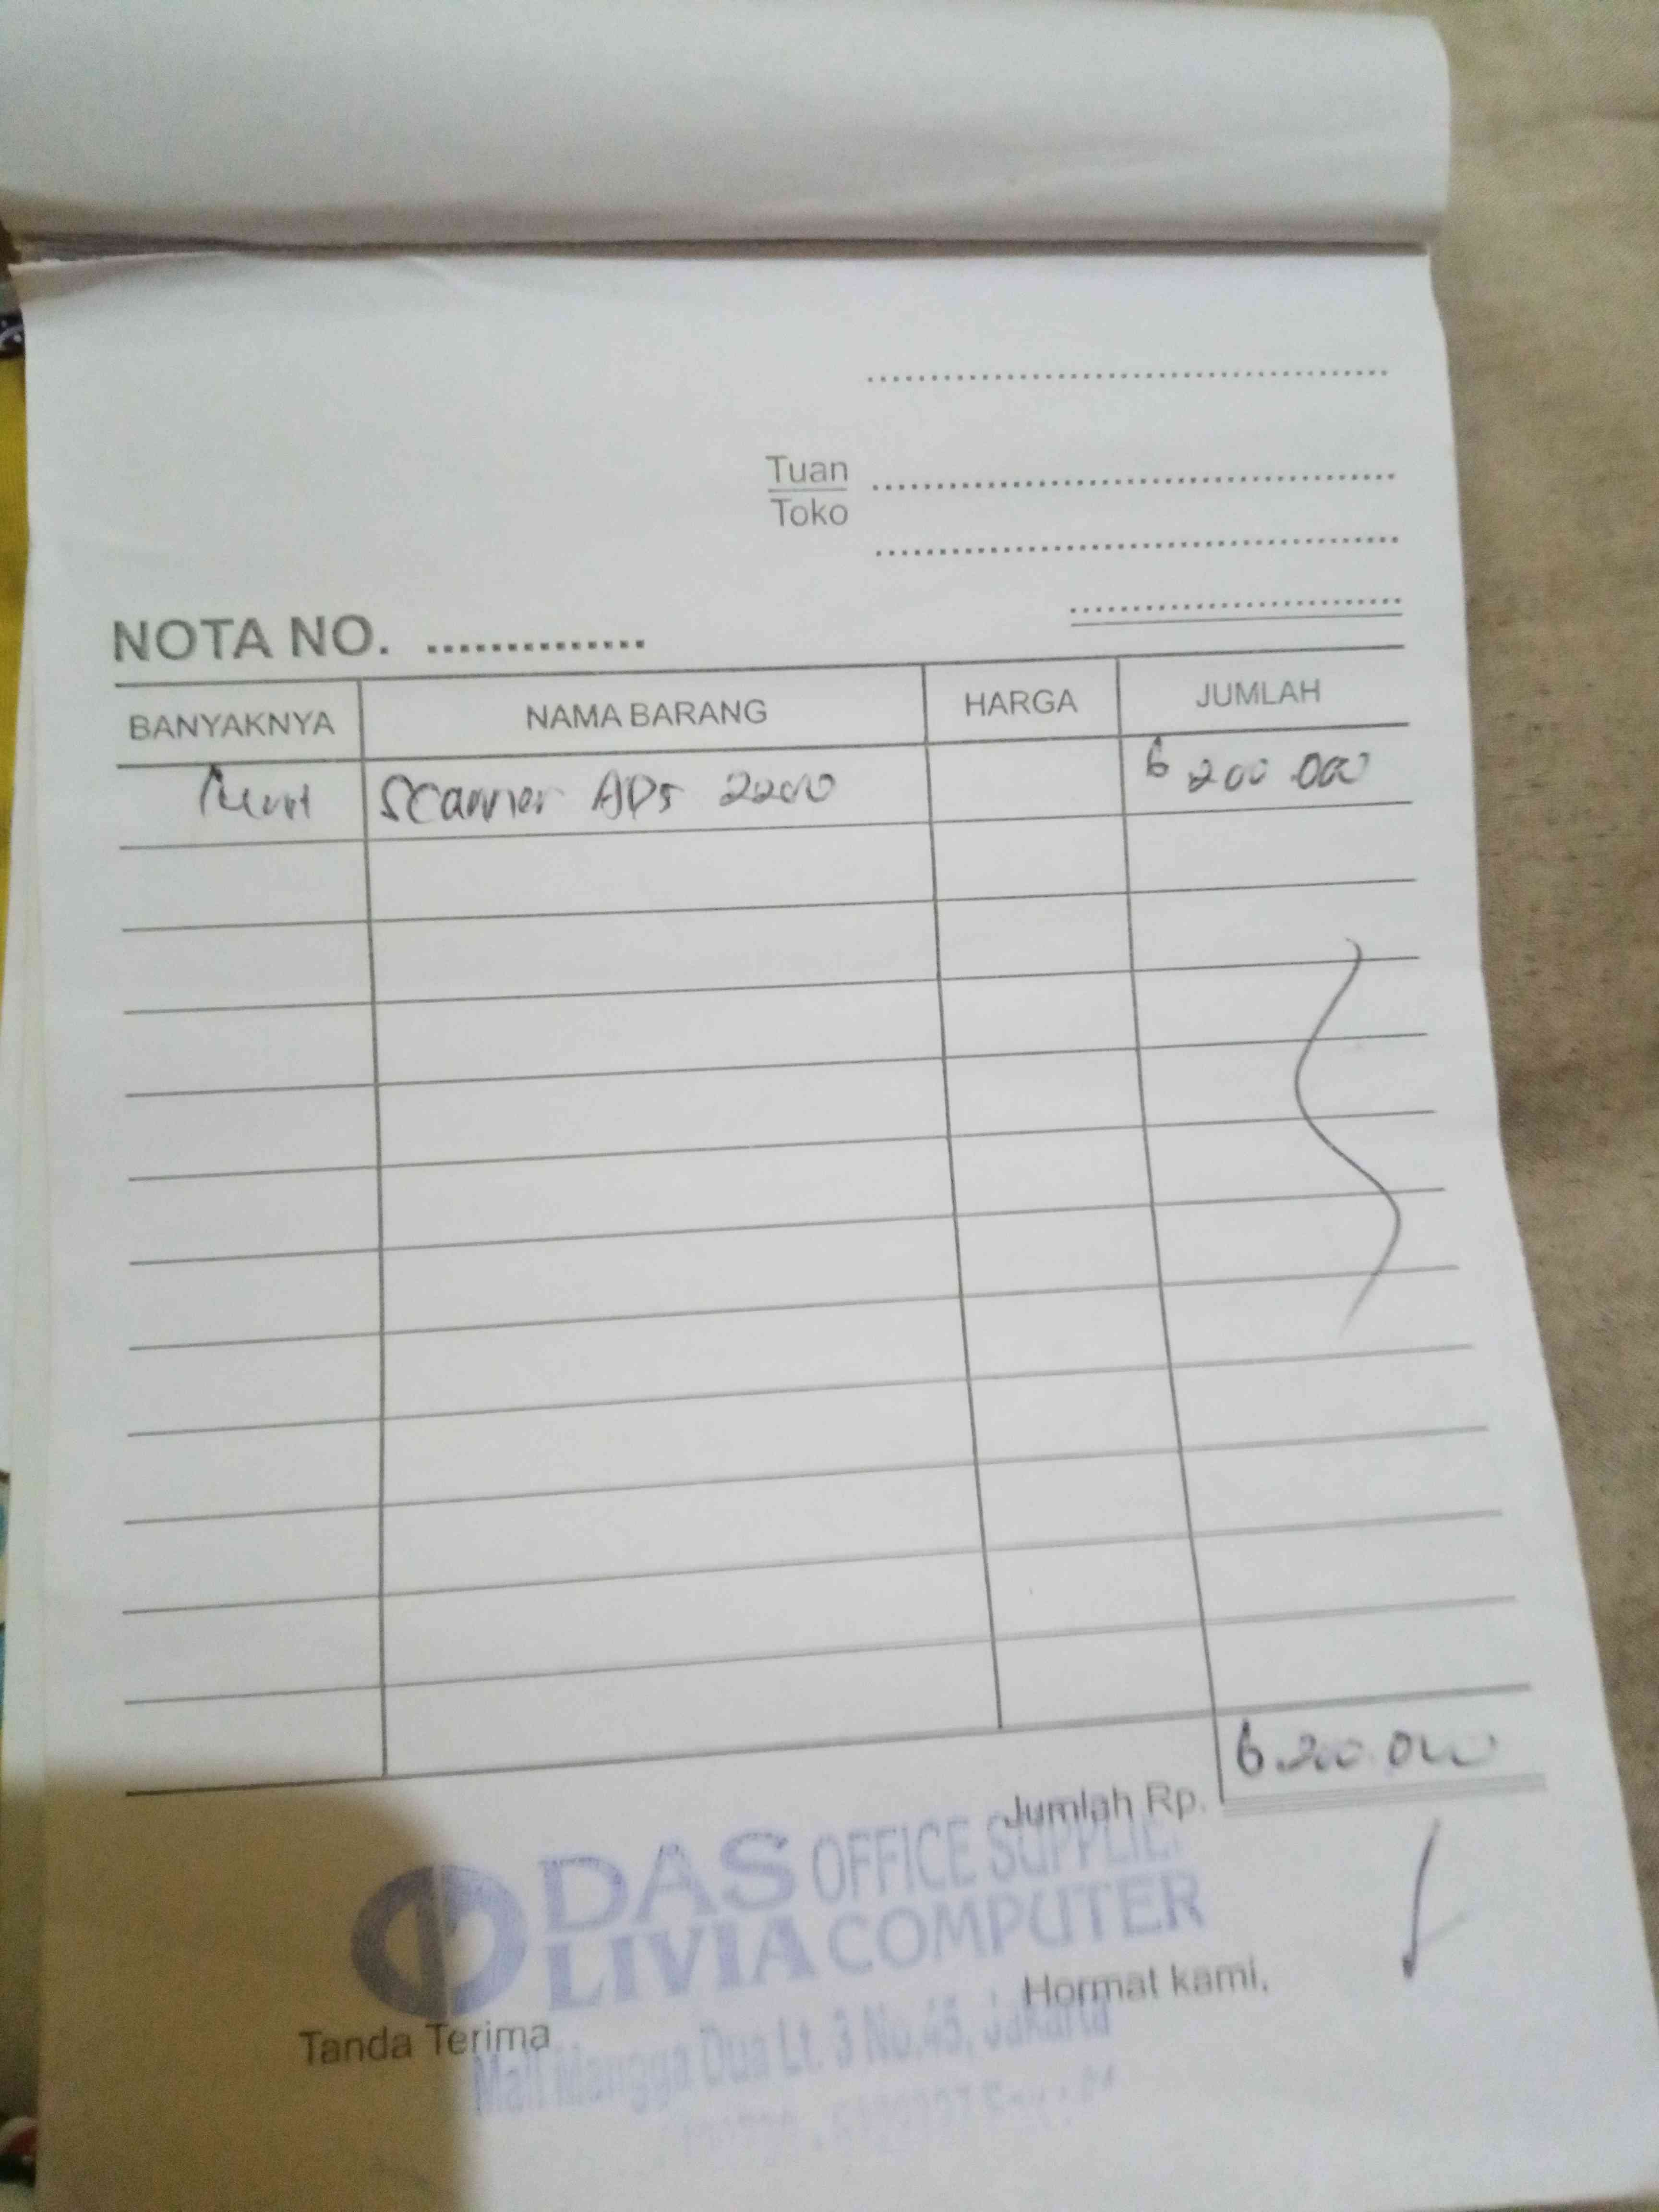 Tuan
Toko
NOTA NO. ..............
BANYAKNYA NAMA BARANG HARGA JUMLAH
Scanner ADS 2200 6 200 000
Jumlah Rp. 6.200.000
DAS OFFICE SUPPLIE
LIVIA COMPUTER
Hormat kami,
Tanda Terima
Mall Mangga Dua Lt. 3 No.45, Jakarta